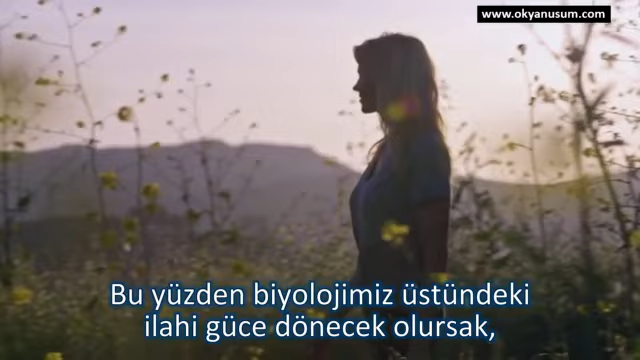 www.okyanusum.com
Bu yüzden biyolojimiz üstündeki
ilahi güce dönecek olursak,